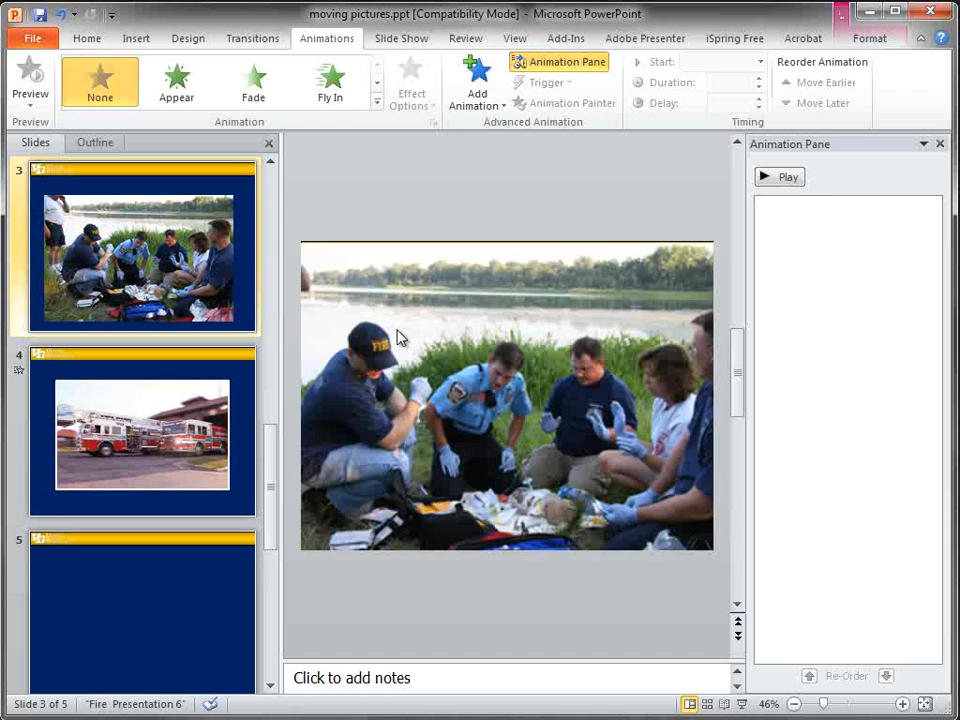 moving pictures.ppt [Compatibility Mode] - Microsoft PowerPoint
File Home Insert Design Transitions Animations Slide Show Review View Add-Ins Adobe Presenter iSpring Free Acrobat Format
Preview
None
Appear
Fade
Fly In
Effect
Options
Add
Animation
Animation Pane
Trigger
Animation Painter
Start:
Duration:
Delay:
Reorder Animation
Move Earlier
Move Later
Preview Animation Advanced Animation Timing
Slides Outline
Animation Pane
Play
3
4
5
FIRE
Click to add notes
Re-Order
Slide 3 of 5 "Fire Presentation 6" 46%